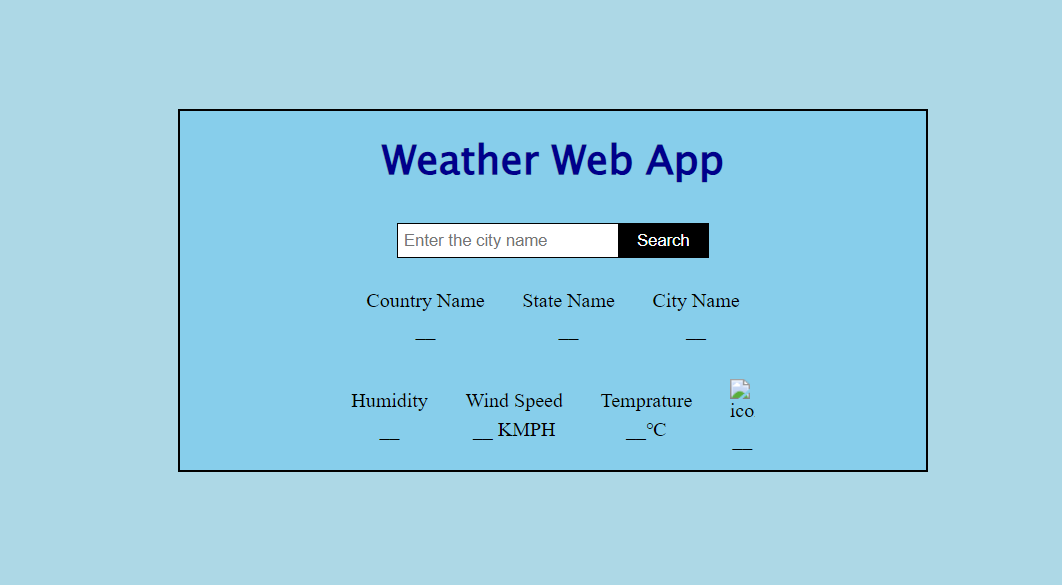 Weather Web App
Enter the city name Search
Country Name State Name City Name
__ __ __
Humidity Wind Speed Temprature ico
__ __ KMPH __°C __